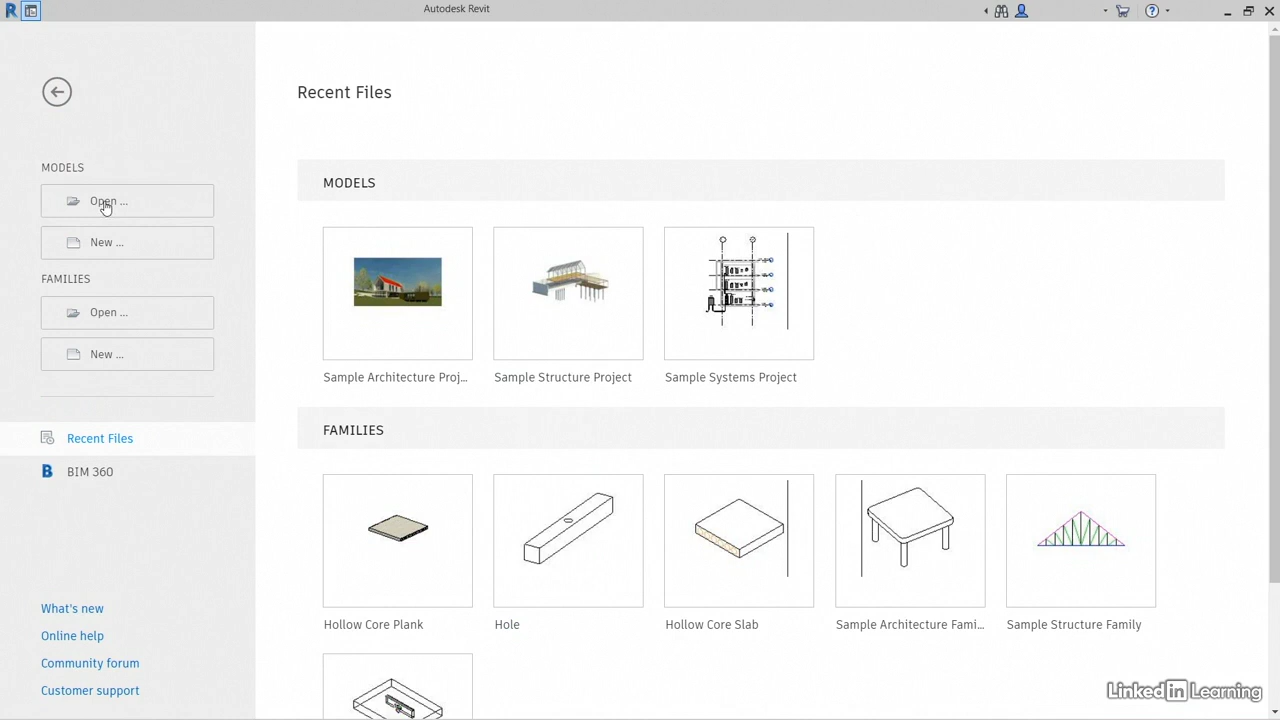 Autodesk Revit
Recent Files
MODELS
Open ...
New ...
FAMILIES
Open ...
New ...
Recent Files
BIM 360
What's new
Online help
Community forum
Customer support
MODELS
Sample Architecture Proj...
Sample Structure Project
Sample Systems Project
FAMILIES
Hollow Core Plank
Hole
Hollow Core Slab
Sample Architecture Fami...
Sample Structure Family
Linked in Learning